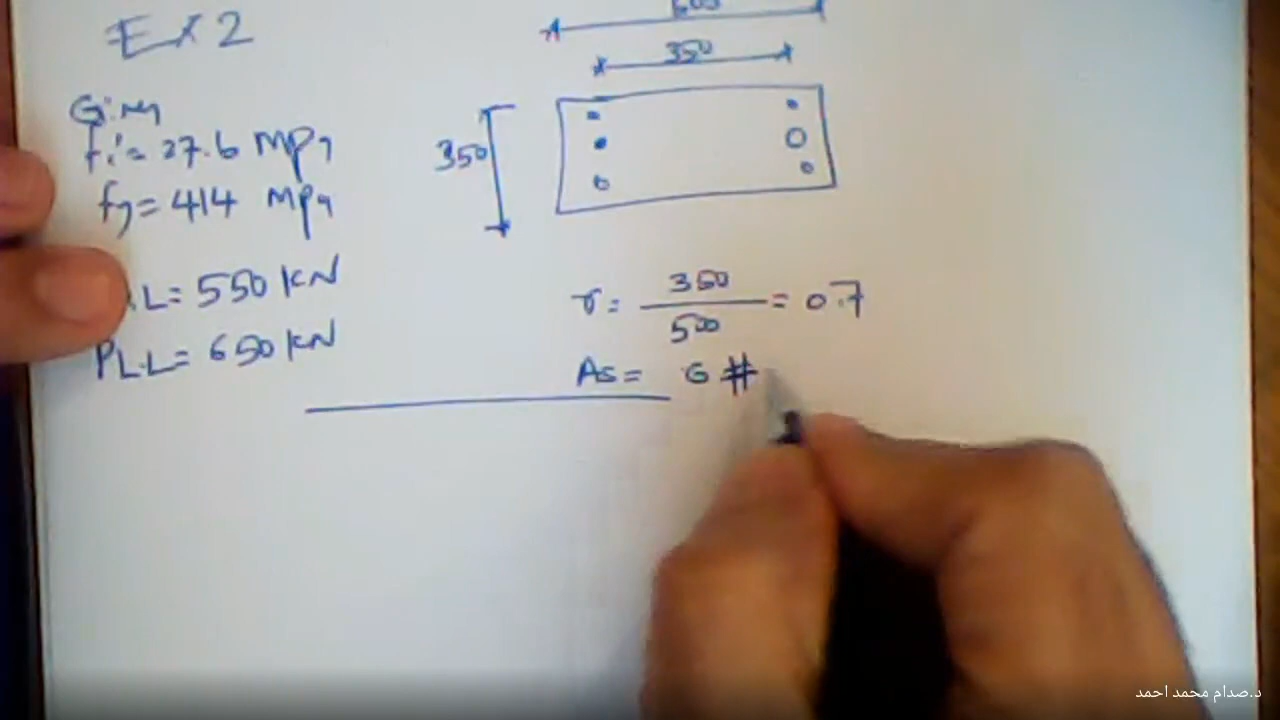 Ex 2
350
Given
fc'= 27.6 MPa
fy= 414 MPa
350
L= 550 kN
PL.L= 650 kN
γ= 350 / 500 = 0.7
As= 6 #
د.صدام محمد احمد